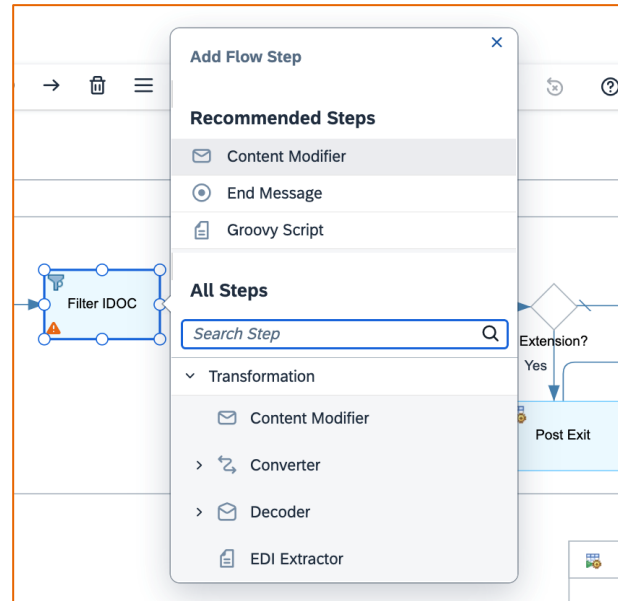 Add Flow Step
Recommended Steps
Content Modifier
End Message
Groovy Script
All Steps
Search Step
Transformation
Content Modifier
Converter
Decoder
EDI Extractor
Filter IDOC
Extension?
Yes
Post Exit